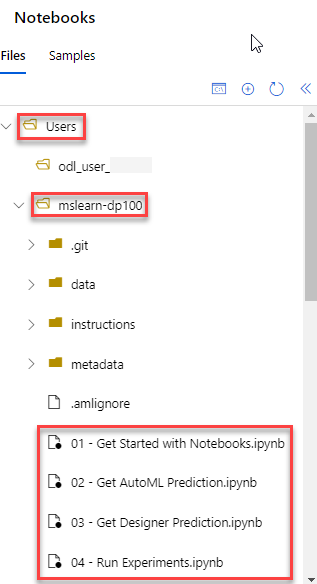 Notebooks
Files Samples
Users
odl_user_
mslearn-dp100
.git
data
instructions
metadata
.amlignore
01 - Get Started with Notebooks.ipynb
02 - Get AutoML Prediction.ipynb
03 - Get Designer Prediction.ipynb
04 - Run Experiments.ipynb